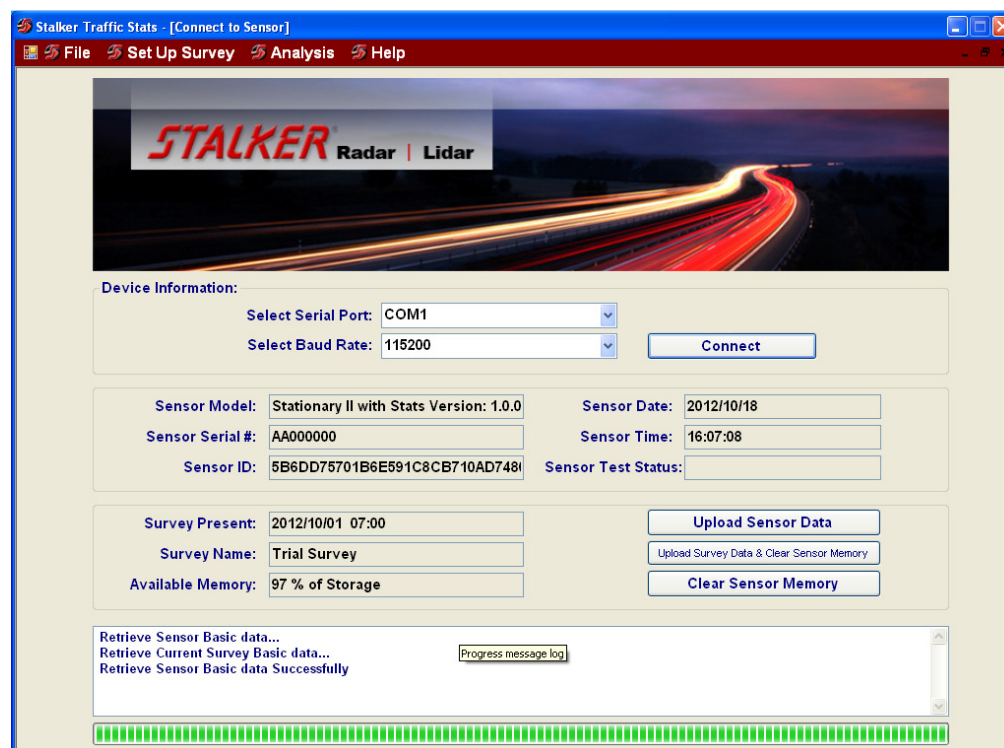 Stalker Traffic Stats - [Connect to Sensor]
File Set Up Survey Analysis Help
STALKER® Radar | Lidar
Device Information:
Select Serial Port: COM1
Select Baud Rate: 115200 Connect
Sensor Model: Stationary II with Stats Version: 1.0.0 Sensor Date: 2012/10/18
Sensor Serial #: AA000000 Sensor Time: 16:07:08
Sensor ID: 5B6DD75701B6E591C8CB710AD748 Sensor Test Status:
Survey Present: 2012/10/01 07:00 Upload Sensor Data
Survey Name: Trial Survey Upload Survey Data & Clear Sensor Memory
Available Memory: 97 % of Storage Clear Sensor Memory
Retrieve Sensor Basic data...
Retrieve Current Survey Basic data...
Progress message log
Retrieve Sensor Basic data Successfully